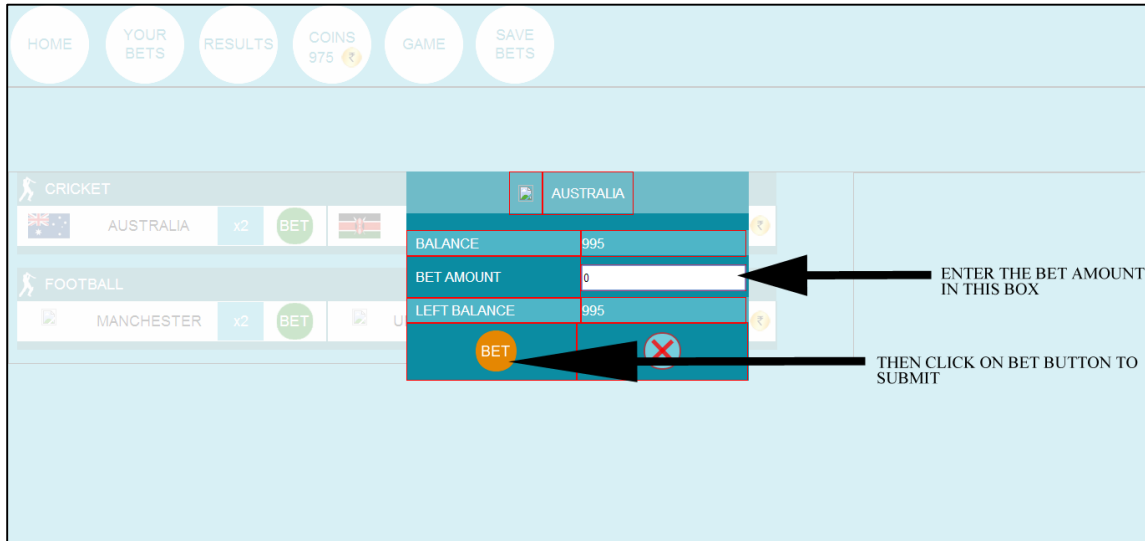 HOME
YOUR
BETS
RESULTS
COINS
975
GAME
SAVE
BETS
CRICKET
AUSTRALIA x2 BET
FOOTBALL
MANCHESTER x2 BET
AUSTRALIA
BALANCE 995
BET AMOUNT 0
LEFT BALANCE 995
BET
ENTER THE BET AMOUNT
IN THIS BOX
THEN CLICK ON BET BUTTON TO
SUBMIT